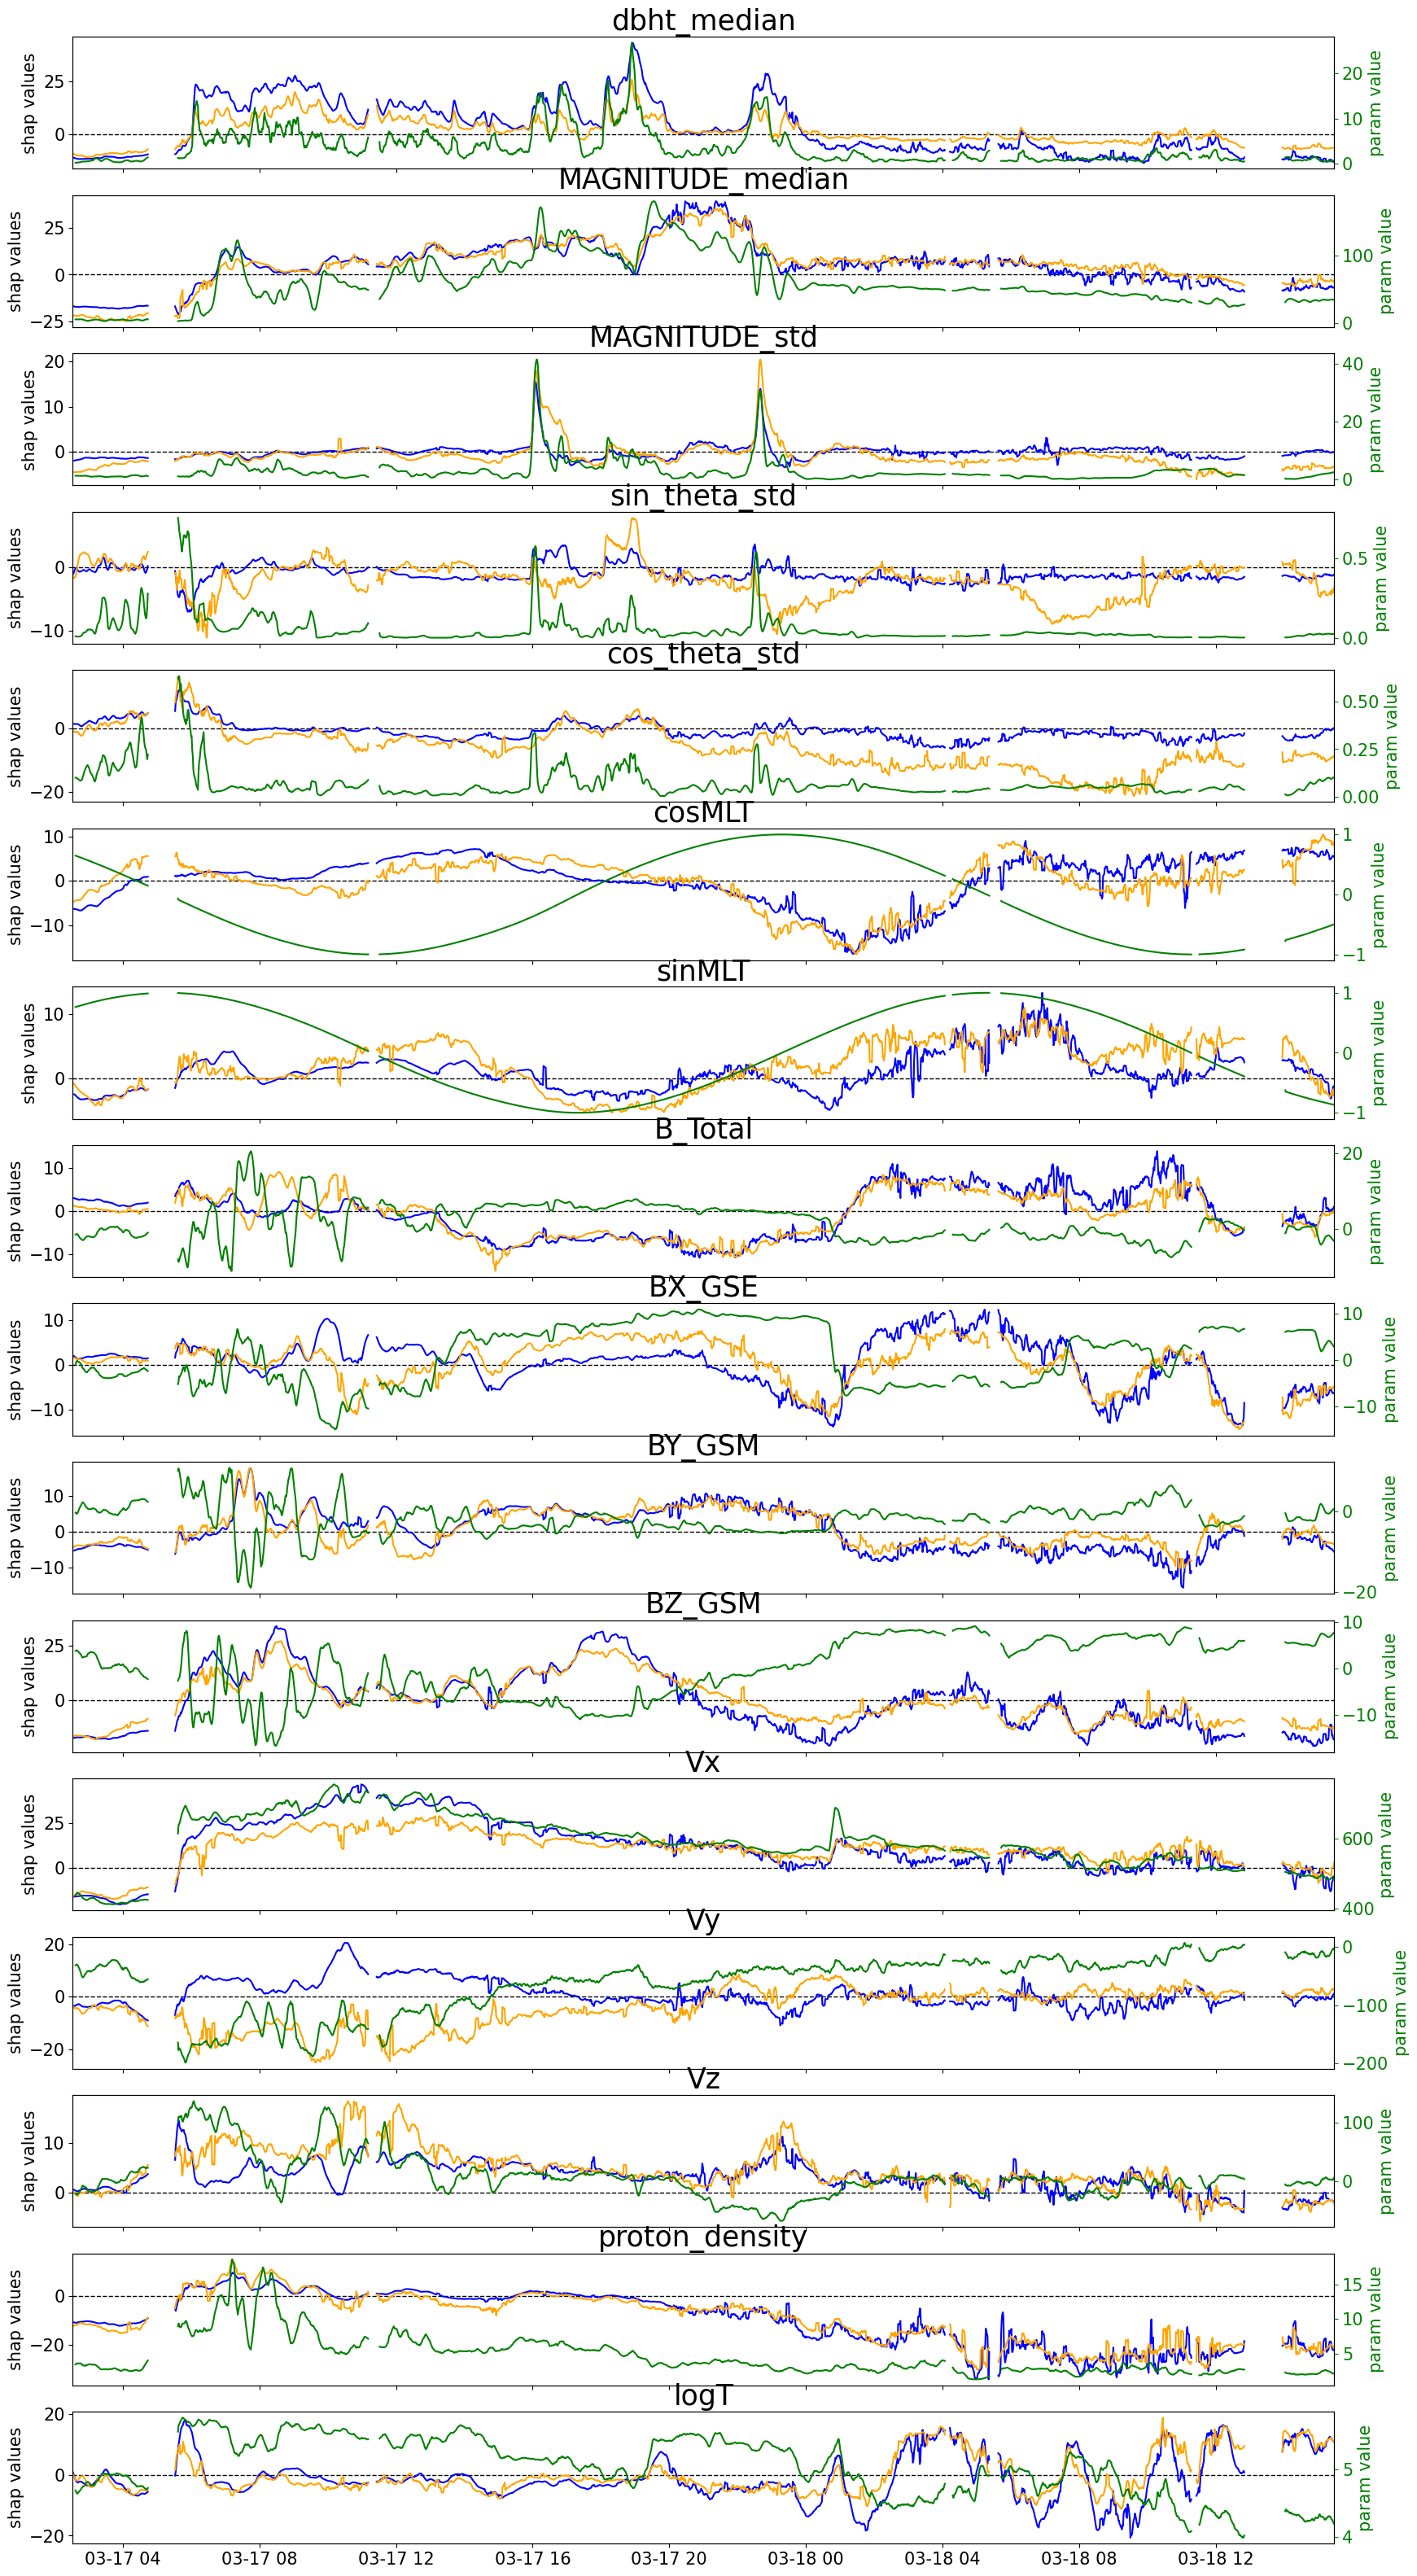 dbht_median
shap values
25
0
20
10
0
param value
MAGNITUDE_median
shap values
25
0
−25
100
0
param value
MAGNITUDE_std
shap values
20
10
0
40
20
0
param value
sin_theta_std
shap values
0
−10
0.5
0.0
param value
cos_theta_std
shap values
0
−20
0.50
0.25
0.00
param value
cosMLT
shap values
10
0
−10
1
0
−1
param value
sinMLT
shap values
10
0
1
0
−1
param value
B_Total
shap values
10
0
−10
20
0
param value
BX_GSE
shap values
10
0
−10
10
0
−10
param value
BY_GSM
shap values
10
0
−10
0
−20
param value
BZ_GSM
shap values
25
0
10
0
−10
param value
Vx
shap values
25
0
600
400
param value
Vy
shap values
20
0
−20
0
−100
−200
param value
Vz
shap values
10
0
100
0
param value
proton_density
shap values
0
−20
15
10
5
param value
logT
shap values
20
0
−20
5
4
param value
03-17 04 03-17 08 03-17 12 03-17 16 03-17 20 03-18 00 03-18 04 03-18 08 03-18 12